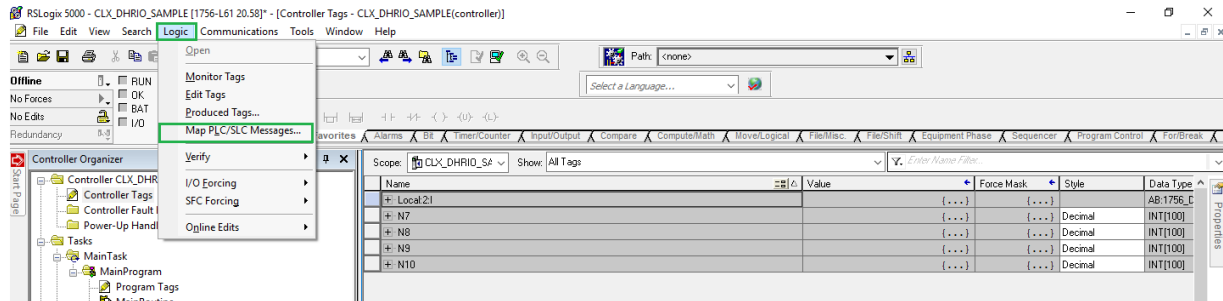 RSLogix 5000 - CLX_DHRIO_SAMPLE [1756-L61 20.58]* - [Controller Tags - CLX_DHRIO_SAMPLE(controller)]
File Edit View Search Logic Communications Tools Window Help
Open
Monitor Tags
Edit Tags
Produced Tags...
Map PLC/SLC Messages...
Verify
I/O Forcing
SFC Forcing
Online Edits
Path: <none>
Select a Language...
Offline RUN
No Forces OK
No Edits BAT
Redundancy I/O
avorites Alarms Bit Timer/Counter Input/Output Compare Compute/Math Move/Logical File/Misc. File/Shift Equipment Phase Sequencer Program Control For/Break
Start Page
Controller Organizer
Controller CLX_DHR
Controller Tags
Controller Fault
Power-Up Handl
Tasks
MainTask
MainProgram
Program Tags
MainRoutine
Scope: CLX_DHRIO_SA Show: All Tags Enter Name Filter...
Name Value Force Mask Style Data Type
Local:2:I {...} {...} AB:1756_D
N7 {...} {...} Decimal INT[100]
N8 {...} {...} Decimal INT[100]
N9 {...} {...} Decimal INT[100]
N10 {...} {...} Decimal INT[100]
Properties